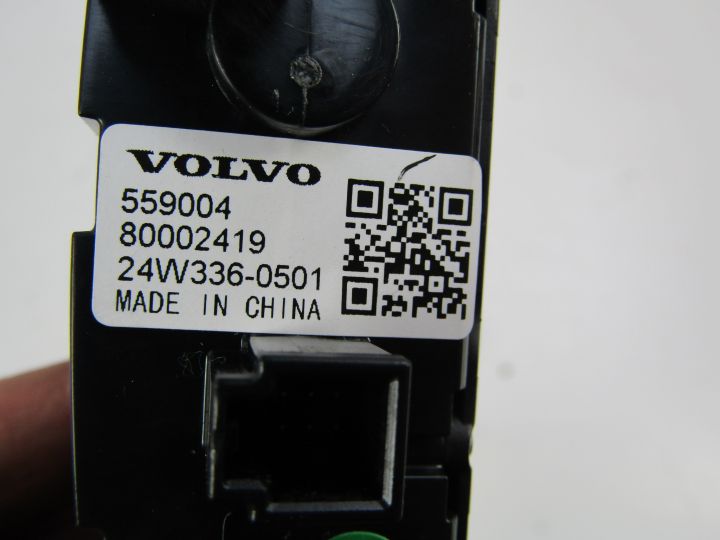 VOLVO
559004
80002419
24W336-0501
MADE IN CHINA